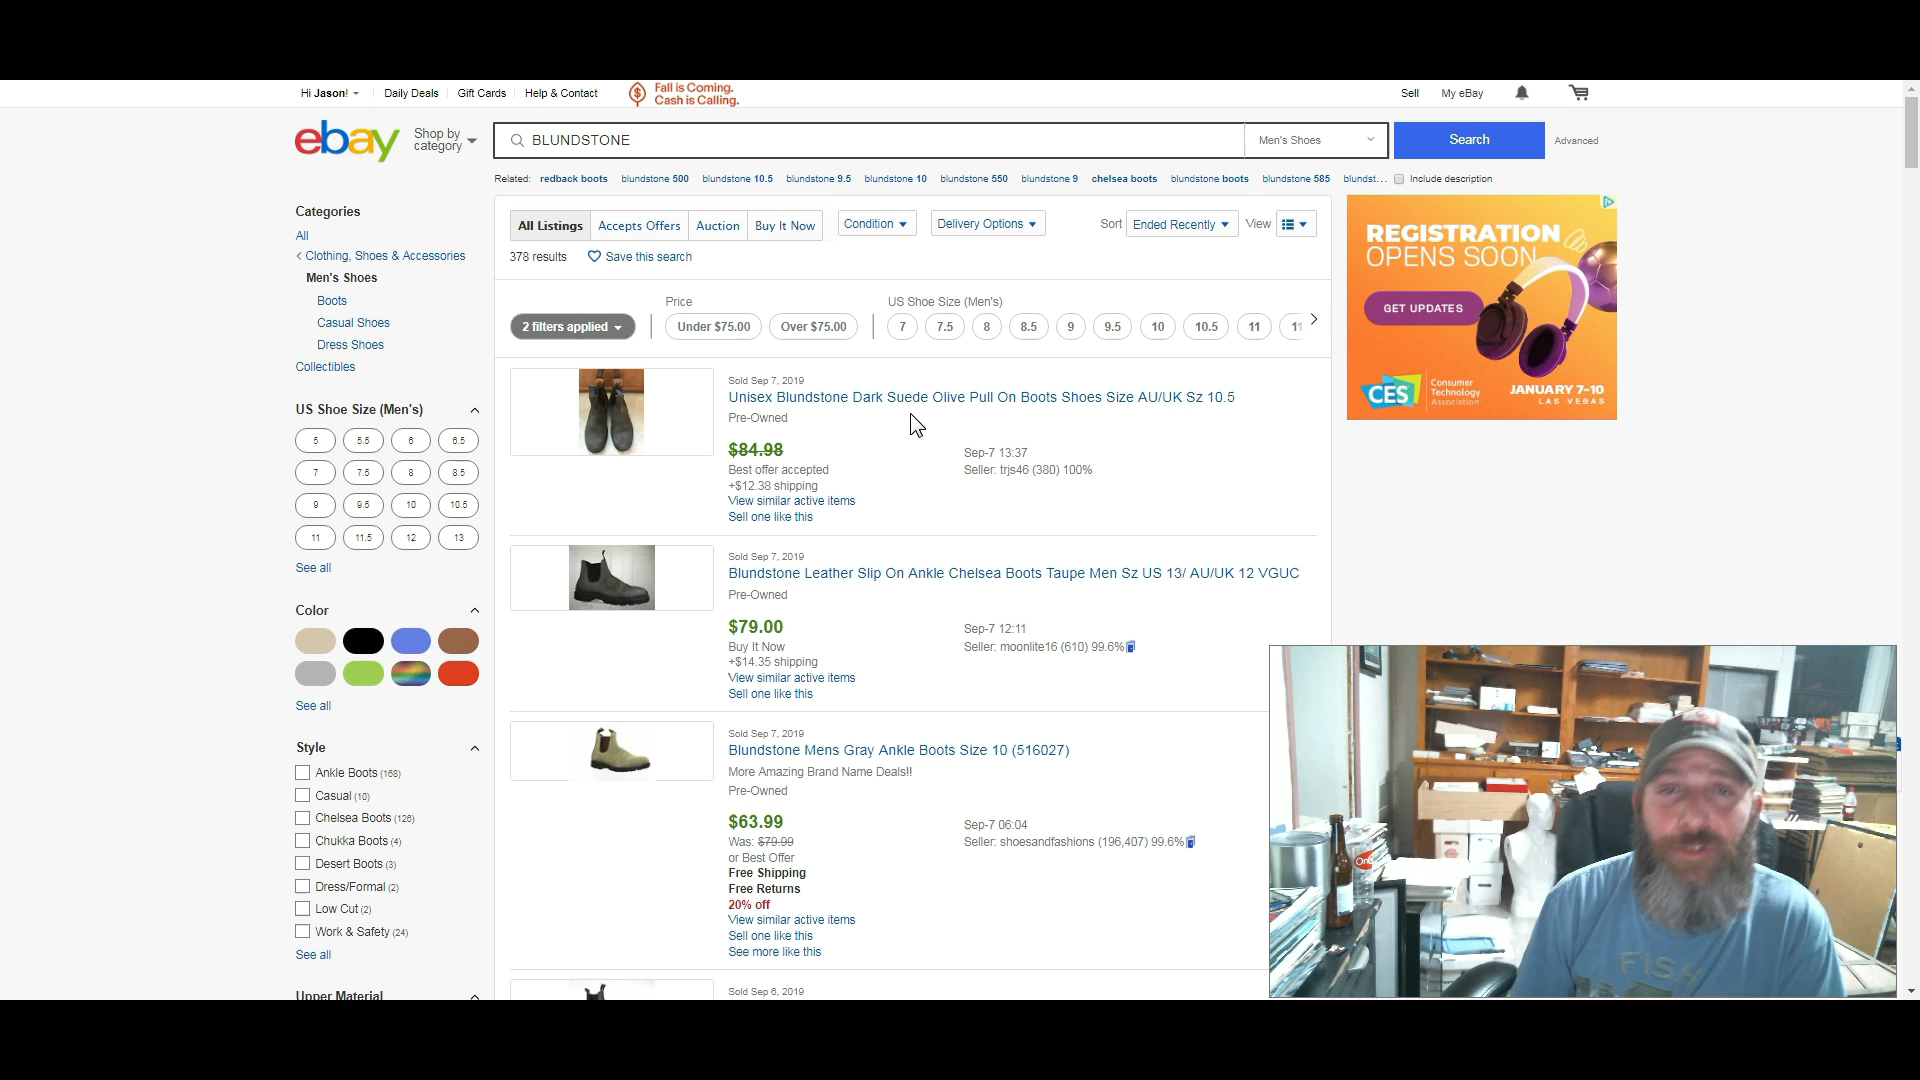 Hi Jason!
Daily Deals
Gift Cards
Help & Contact
Fall is Coming.
Cash is Calling.
Sell
My eBay
ebay
Shop by
category
BLUNDSTONE
Men's Shoes
Search
Advanced
Related: redback boots blundstone 500 blundstone 10.5 blundstone 9.5 blundstone 10 blundstone 550 blundstone 9 chelsea boots blundstone boots blundstone 585 blundst...
Include description
Categories
All
< Clothing, Shoes & Accessories
Men's Shoes
Boots
Casual Shoes
Dress Shoes
Collectibles
US Shoe Size (Men's)
5 5.5 6 6.5
7 7.5 8 8.5
9 9.5 10 10.5
11 11.5 12 13
See all
Color
See all
Style
Ankle Boots (168)
Casual (10)
Chelsea Boots (126)
Chukka Boots (4)
Desert Boots (3)
Dress/Formal (2)
Low Cut (2)
Work & Safety (24)
See all
Upper Material
All Listings
Accepts Offers
Auction
Buy It Now
Condition
Delivery Options
Sort
Ended Recently
View
378 results
Save this search
2 filters applied
Price
Under $75.00
Over $75.00
US Shoe Size (Men's)
7 7.5 8 8.5 9 9.5 10 10.5 11
Sold Sep 7, 2019
Unisex Blundstone Dark Suede Olive Pull On Boots Shoes Size AU/UK Sz 10.5
Pre-Owned
$84.98
Best offer accepted
+$12.38 shipping
View similar active items
Sell one like this
Sep-7 13:37
Seller: trjs46 (380) 100%
Sold Sep 7, 2019
Blundstone Leather Slip On Ankle Chelsea Boots Taupe Men Sz US 13/ AU/UK 12 VGUC
Pre-Owned
$79.00
Buy It Now
+$14.35 shipping
View similar active items
Sell one like this
Sep-7 12:11
Seller: moonlite16 (610) 99.6%
Sold Sep 7, 2019
Blundstone Mens Gray Ankle Boots Size 10 (516027)
More Amazing Brand Name Deals!!
Pre-Owned
$63.99
Was: $79.99
or Best Offer
Free Shipping
Free Returns
20% off
View similar active items
Sell one like this
See more like this
Sep-7 06:04
Seller: shoesandfashions (196,407) 99.6%
Sold Sep 6, 2019
REGISTRATION
OPENS SOON
GET UPDATES
CES
Consumer
Technology
Association
JANUARY 7-10
LAS VEGAS
FISH